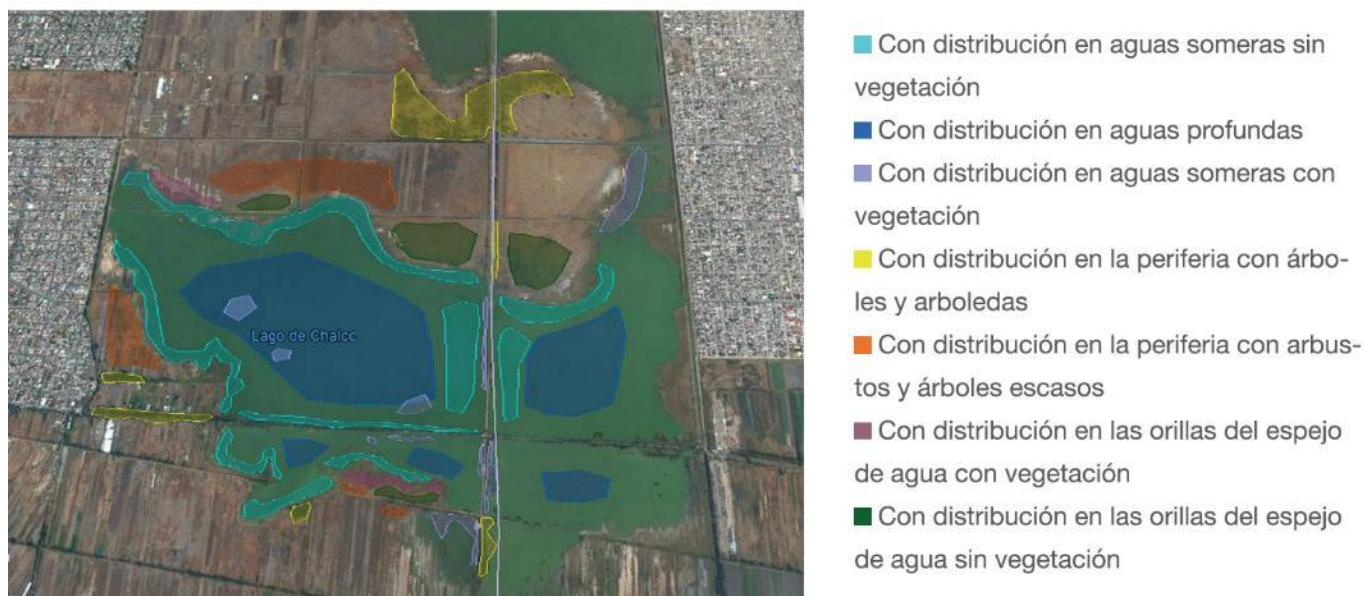 Lago de Chalco
Con distribución en aguas someras sin
vegetación
Con distribución en aguas profundas
Con distribución en aguas someras con
vegetación
Con distribución en la periferia con árbo-
les y arboledas
Con distribución en la periferia con arbus-
tos y árboles escasos
Con distribución en las orillas del espejo
de agua con vegetación
Con distribución en las orillas del espejo
de agua sin vegetación